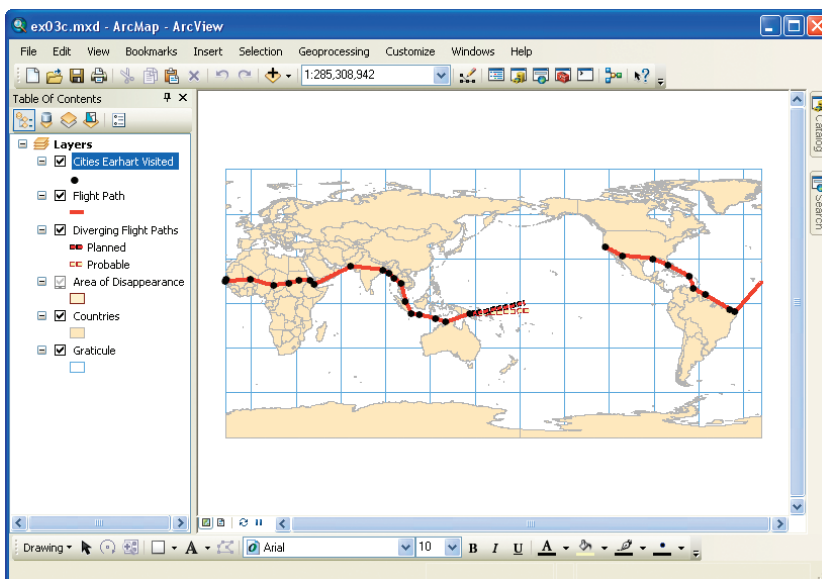 ex03c.mxd - ArcMap - ArcView
File Edit View Bookmarks Insert Selection Geoprocessing Customize Windows Help
1:285,308,942
Table Of Contents
Layers
Cities Earhart Visited
Flight Path
Diverging Flight Paths
Planned
Probable
Area of Disappearance
Countries
Graticule
Catalog
Search
Drawing Arial 10 B I U A